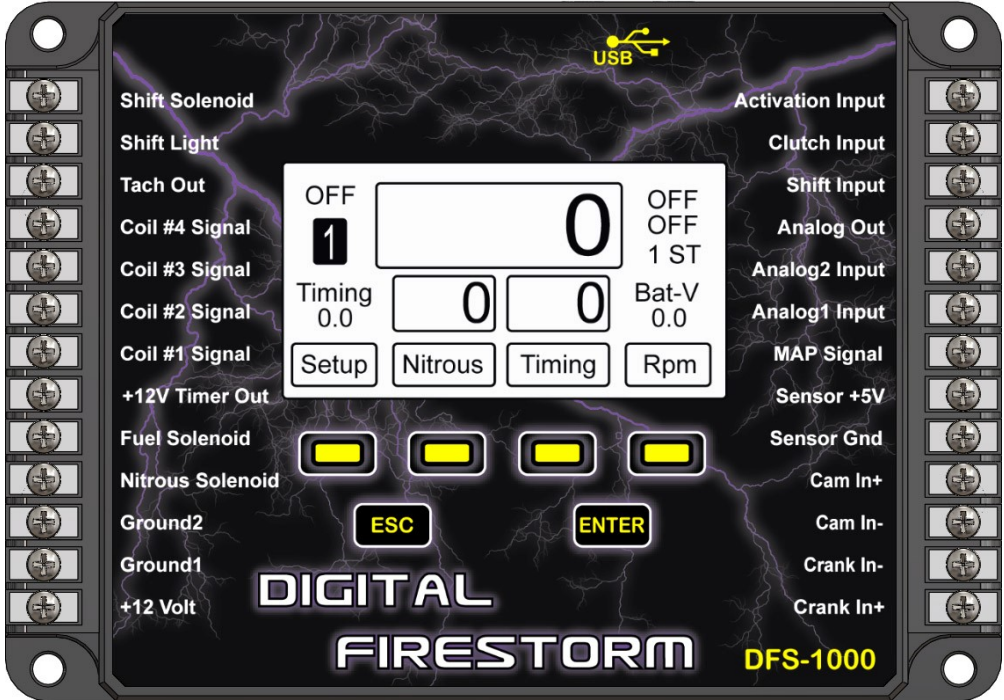 USB
Shift Solenoid
Shift Light
Tach Out
Coil #4 Signal
Coil #3 Signal
Coil #2 Signal
Coil #1 Signal
+12V Timer Out
Fuel Solenoid
Nitrous Solenoid
Ground2
Ground1
+12 Volt
OFF
1
0
OFF
OFF
1 ST
Timing
0.0
0
0
Bat-V
0.0
Setup
Nitrous
Timing
Rpm
ESC
ENTER
Activation Input
Clutch Input
Shift Input
Analog Out
Analog2 Input
Analog1 Input
MAP Signal
Sensor +5V
Sensor Gnd
Cam In+
Cam In-
Crank In-
Crank In+
DIGITAL
FIRESTORM
DFS-1000